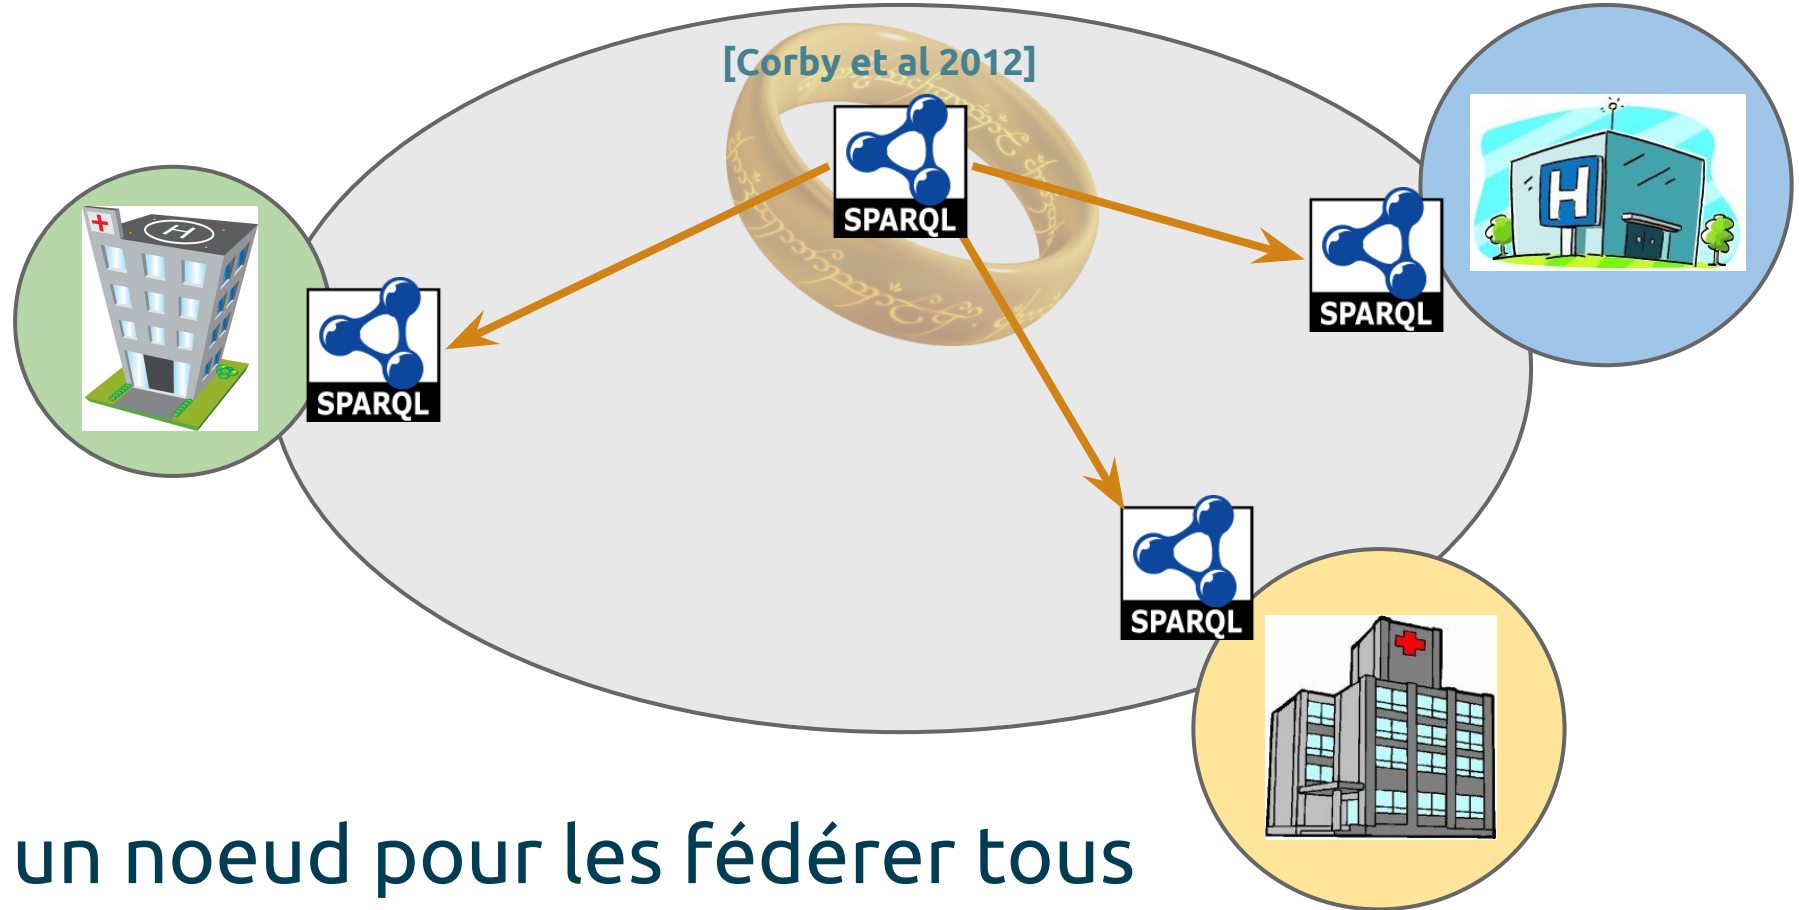 [Corby et al 2012]
SPARQL
H
SPARQL
H
SPARQL
SPARQL
un noeud pour les fédérer tous